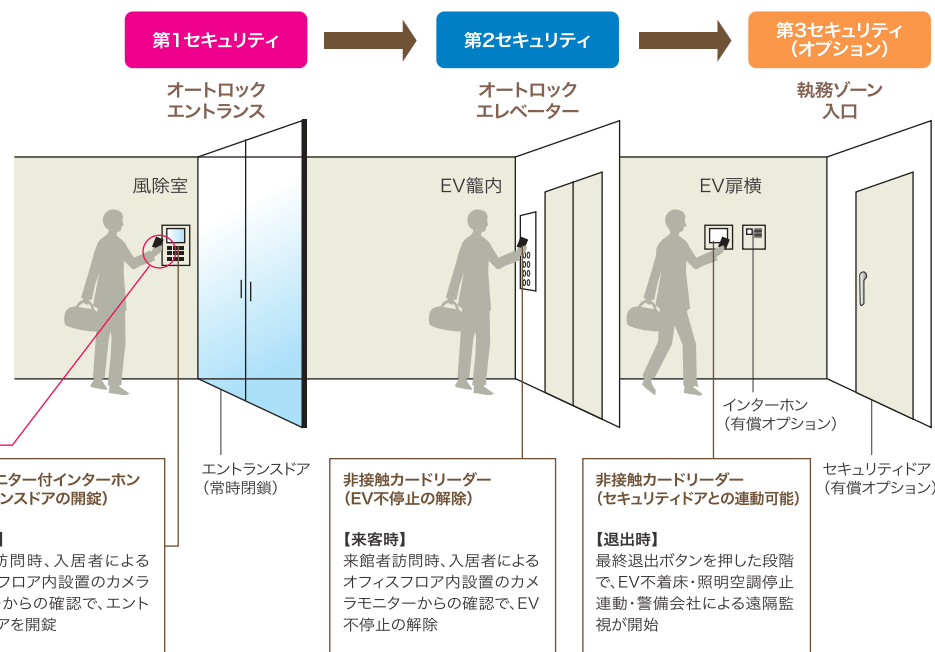 第1セキュリティ
第2セキュリティ
第3セキュリティ
（オプション）
オートロック
エントランス
オートロック
エレベーター
執務ゾーン
入口
風除室
EV籠内
EV扉横
インターホン
（有償オプション）
エントランスドア
（常時閉鎖）
セキュリティドア
（有償オプション）
ニター付インターホン
ンスドアの開錠）
】
訪問時、入居者による
フロア内設置のカメラ
ーからの確認で、エント
アを開錠
非接触カードリーダー
（EV不停止の解除）
【来客時】
来館者訪問時、入居者による
オフィスフロア内設置のカメ
ラモニターからの確認で、EV
不停止の解除
非接触カードリーダー
（セキュリティドアとの連動可能）
【退出時】
最終退出ボタンを押した段階
で、EV不着床・照明空調停止
連動・警備会社による遠隔監
視が開始